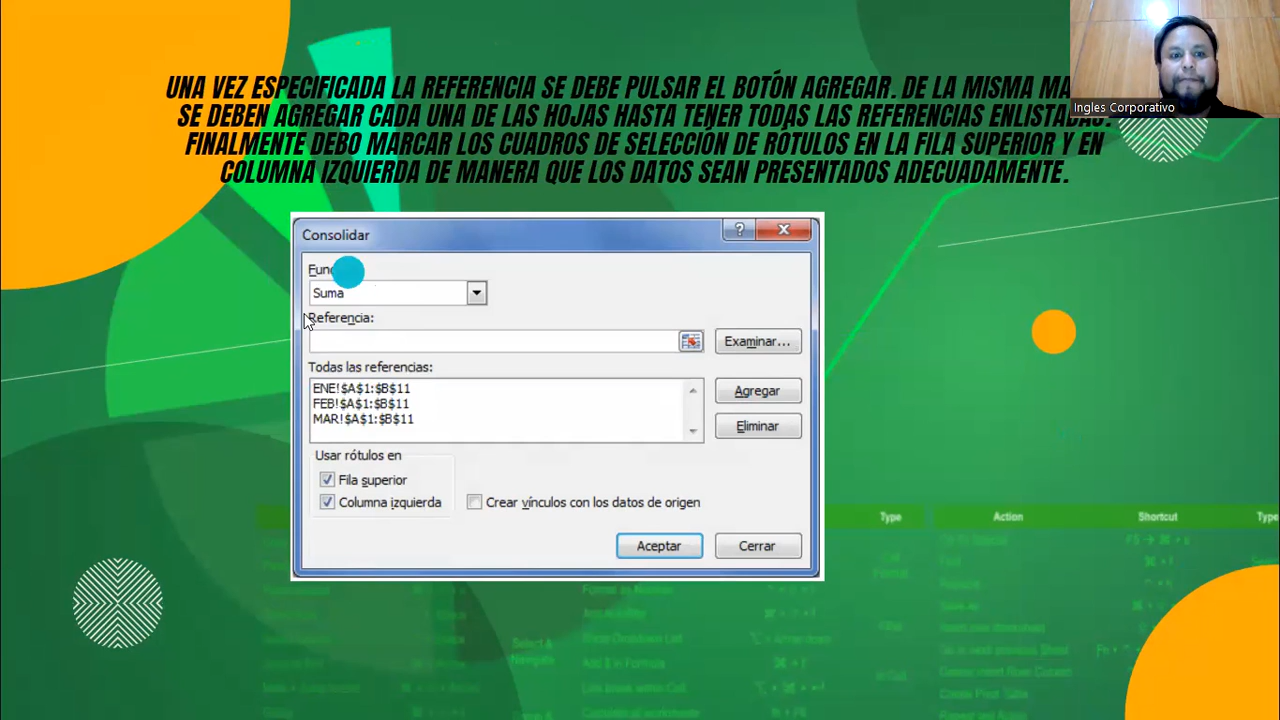 UNA VEZ ESPECIFICADA LA REFERENCIA SE DEBE PULSAR EL BOTÓN AGREGAR. DE LA MISMA
SE DEBEN AGREGAR CADA UNA DE LAS HOJAS HASTA TENER TODAS LAS REFERENCIAS ENLISTADAS.
FINALMENTE DEBO MARCAR LOS CUADROS DE SELECCIÓN DE RÓTULOS EN LA FILA SUPERIOR Y EN
COLUMNA IZQUIERDA DE MANERA QUE LOS DATOS SEAN PRESENTADOS ADECUADAMENTE.
Ingles Corporativo
Consolidar
?
Suma
Referencia:
Examinar...
Todas las referencias:
ENE!$A$1:$B$11
FEB!$A$1:$B$11
MAR!$A$1:$B$11
Agregar
Eliminar
Usar rótulos en
Fila superior
Columna izquierda
Crear vínculos con los datos de origen
Aceptar
Cerrar
Type
Action
Shortcut
Select &
Navigate